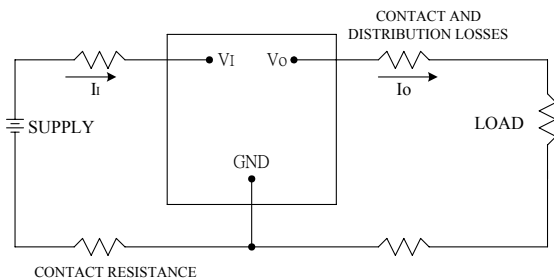 CONTACT AND
DISTRIBUTION LOSSES
VI
VO
II
IO
SUPPLY
LOAD
GND
CONTACT RESISTANCE